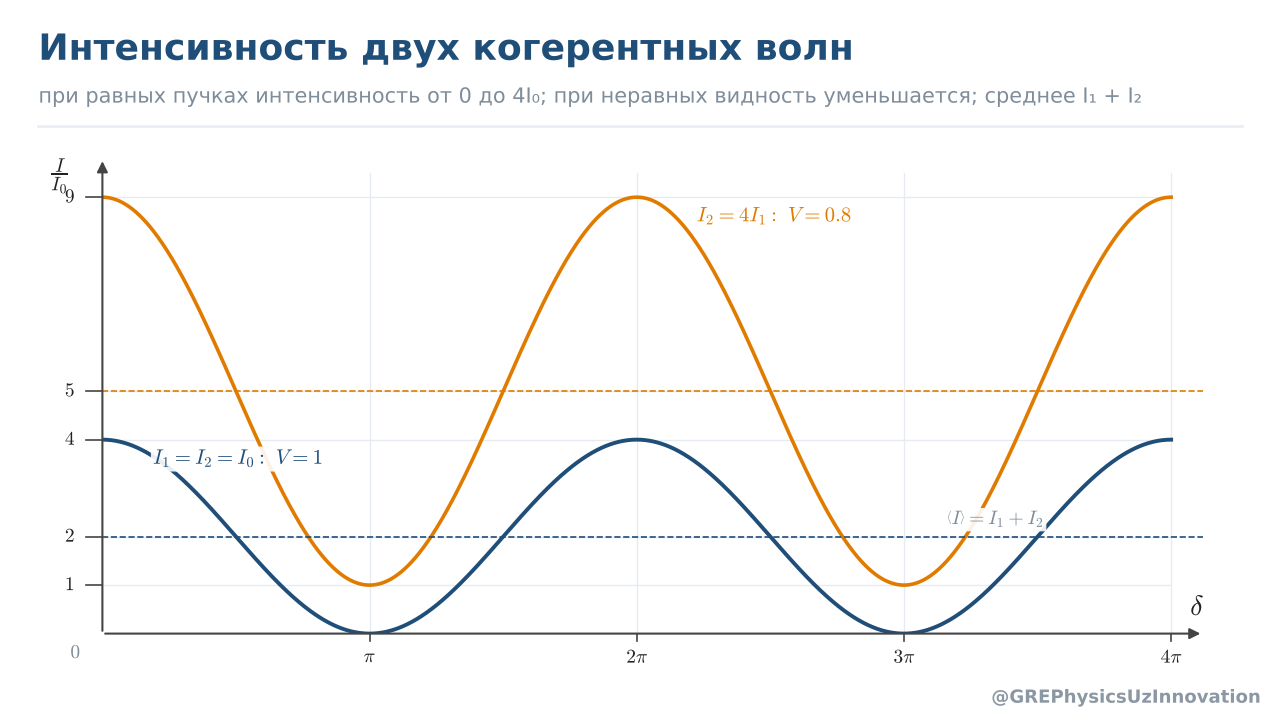 Интенсивность двух когерентных волн
при равных пучках интенсивность от 0 до 4I₀; при неравных видность уменьшается; среднее I₁ + I₂
I/I₀
9
I₂ = 4I₁ : V = 0.8
5
4
I₁ = I₂ = I₀ : V = 1
⟨I⟩ = I₁ + I₂
2
1
δ
0
π 2π 3π 4π
@GREPhysicsUzInnovation